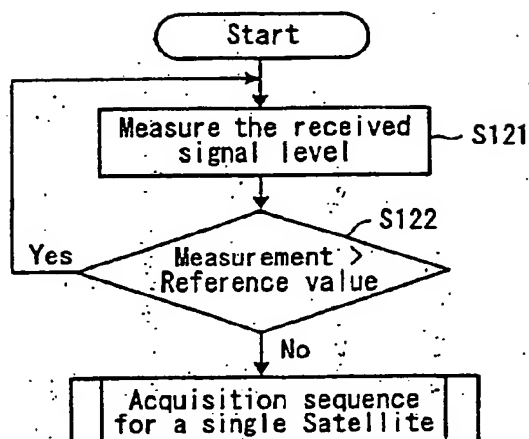 Start
Measure the received
signal level
S121
S122
Yes
Measurement >
Reference value
No
Acquisition sequence
for a single Satellite